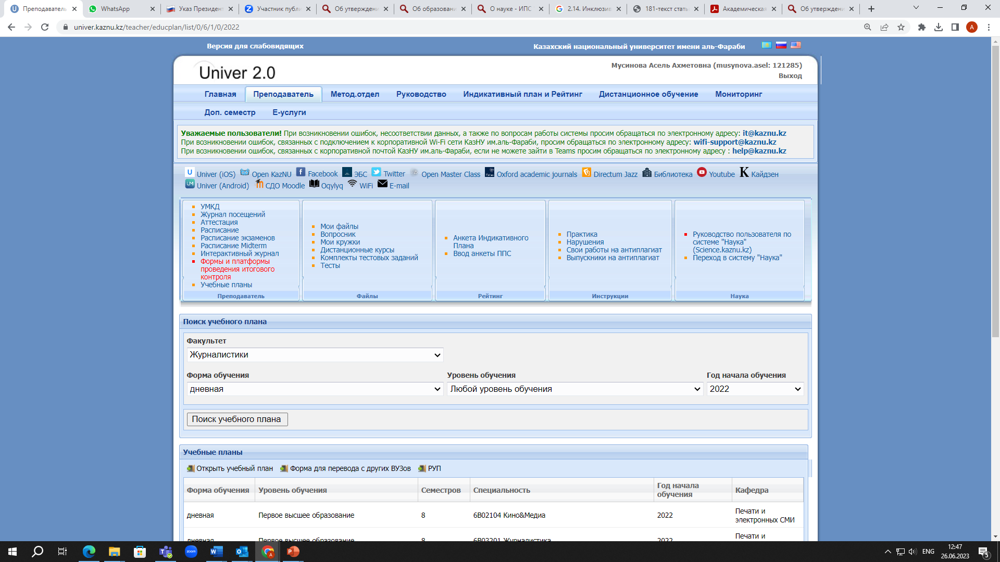 Преподаватель
WhatsApp
Указ Президент
Участник публи
Об утверждени
Об образовани
О науке - ИПС
2.14. Инклюзив
181-текст стать
Академическая
Об утверждени
univer.kaznu.kz/teacher/educplan/list/0/6/1/0/2022
A
Версия для слабовидящих
Казахский национальный университет имени аль-Фараби
Univer 2.0
Мусинова Асель Ахметовна (musynova.asel: 121285)
Выход
Главная Преподаватель Метод.отдел Руководство Индикативный план и Рейтинг Дистанционное обучение Мониторинг
Доп. семестр Е-услуги
Уважаемые пользователи! При возникновении ошибок, несоответствии данных, а также по вопросам работы системы просим обращаться по электронному адресу: it@kaznu.kz
При возникновении ошибок, связанных с подключением к корпоративной Wi-Fi сети КазНУ им.аль-Фараби, просим обращаться по электронному адресу: wifi-support@kaznu.kz
При возникновении ошибок, связанных с корпоративной почтой КазНУ им.аль-Фараби, если не можете зайти в Teams просим обращаться по электронному адресу : help@kaznu.kz
Univer (iOS) Open KazNU Facebook ЭБС Twitter Open Master Class Oxford academic journals Directum Jazz Библиотека Youtube Кайдзен
Univer (Android) СДО Moodle Oqylyq WiFi E-mail
УМКД
Журнал посещений
Аттестация
Расписание
Расписание экзаменов
Расписание Midterm
Интерактивный журнал
Формы и платформы
проведения итогового
контроля
Учебные планы
Преподаватель
Мои файлы
Вопросник
Мои кружки
Дистанционные курсы
Комплекты тестовых заданий
Тесты
Файлы
Анкета Индикативного
Плана
Ввод анкеты ППС
Рейтинг
Практика
Нарушения
Свои работы на антиплагиат
Выпускники на антиплагиат
Инструкции
Руководство пользователя по
системе "Наука"
(Science.kaznu.kz)
Переход в систему "Наука"
Наука
Поиск учебного плана
Факультет
Журналистики
Форма обучения Уровень обучения Год начала обучения
дневная Любой уровень обучения 2022
Поиск учебного плана
Учебные планы
Открыть учебный план Форма для перевода с других ВУЗов РУП
Форма обучения Уровень обучения Семестров Специальность Год начала обучения Кафедра
дневная Первое высшее образование 8 6B02104 Кино&Медиа 2022 Печати и электронных СМИ
дневная Первое высшее образование 8 6B03201 Журналистика 2022 Печати и
ENG
12:47
26.06.2023
5